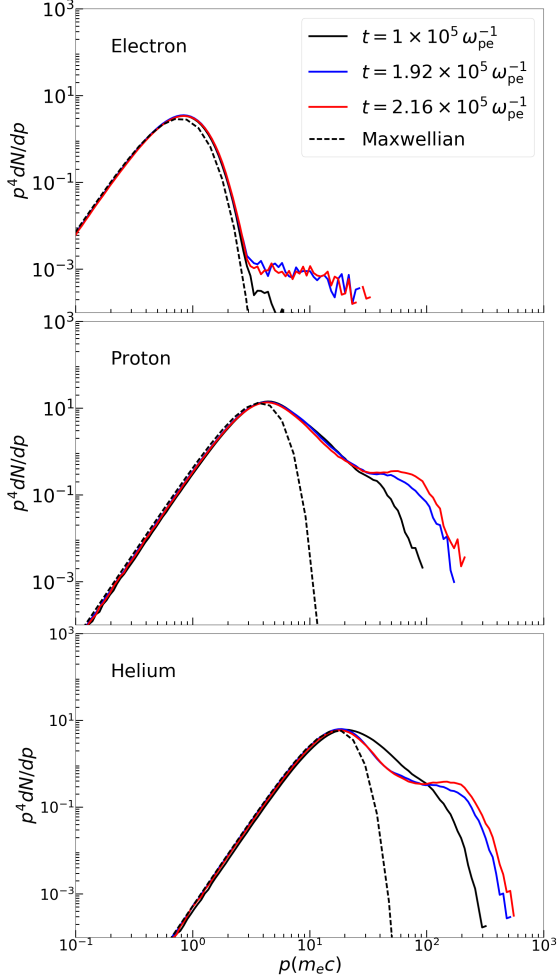 10³
Electron
t = 1 × 10⁵ ω_pe⁻¹
t = 1.92 × 10⁵ ω_pe⁻¹
t = 2.16 × 10⁵ ω_pe⁻¹
Maxwellian
10¹
10⁻¹
10⁻³
p⁴dN/dp
10³
Proton
10¹
10⁻¹
10⁻³
p⁴dN/dp
10³
Helium
10¹
10⁻¹
10⁻³
p⁴dN/dp
10⁻¹ 10⁰ 10¹ 10² 10³
p(mₑc)